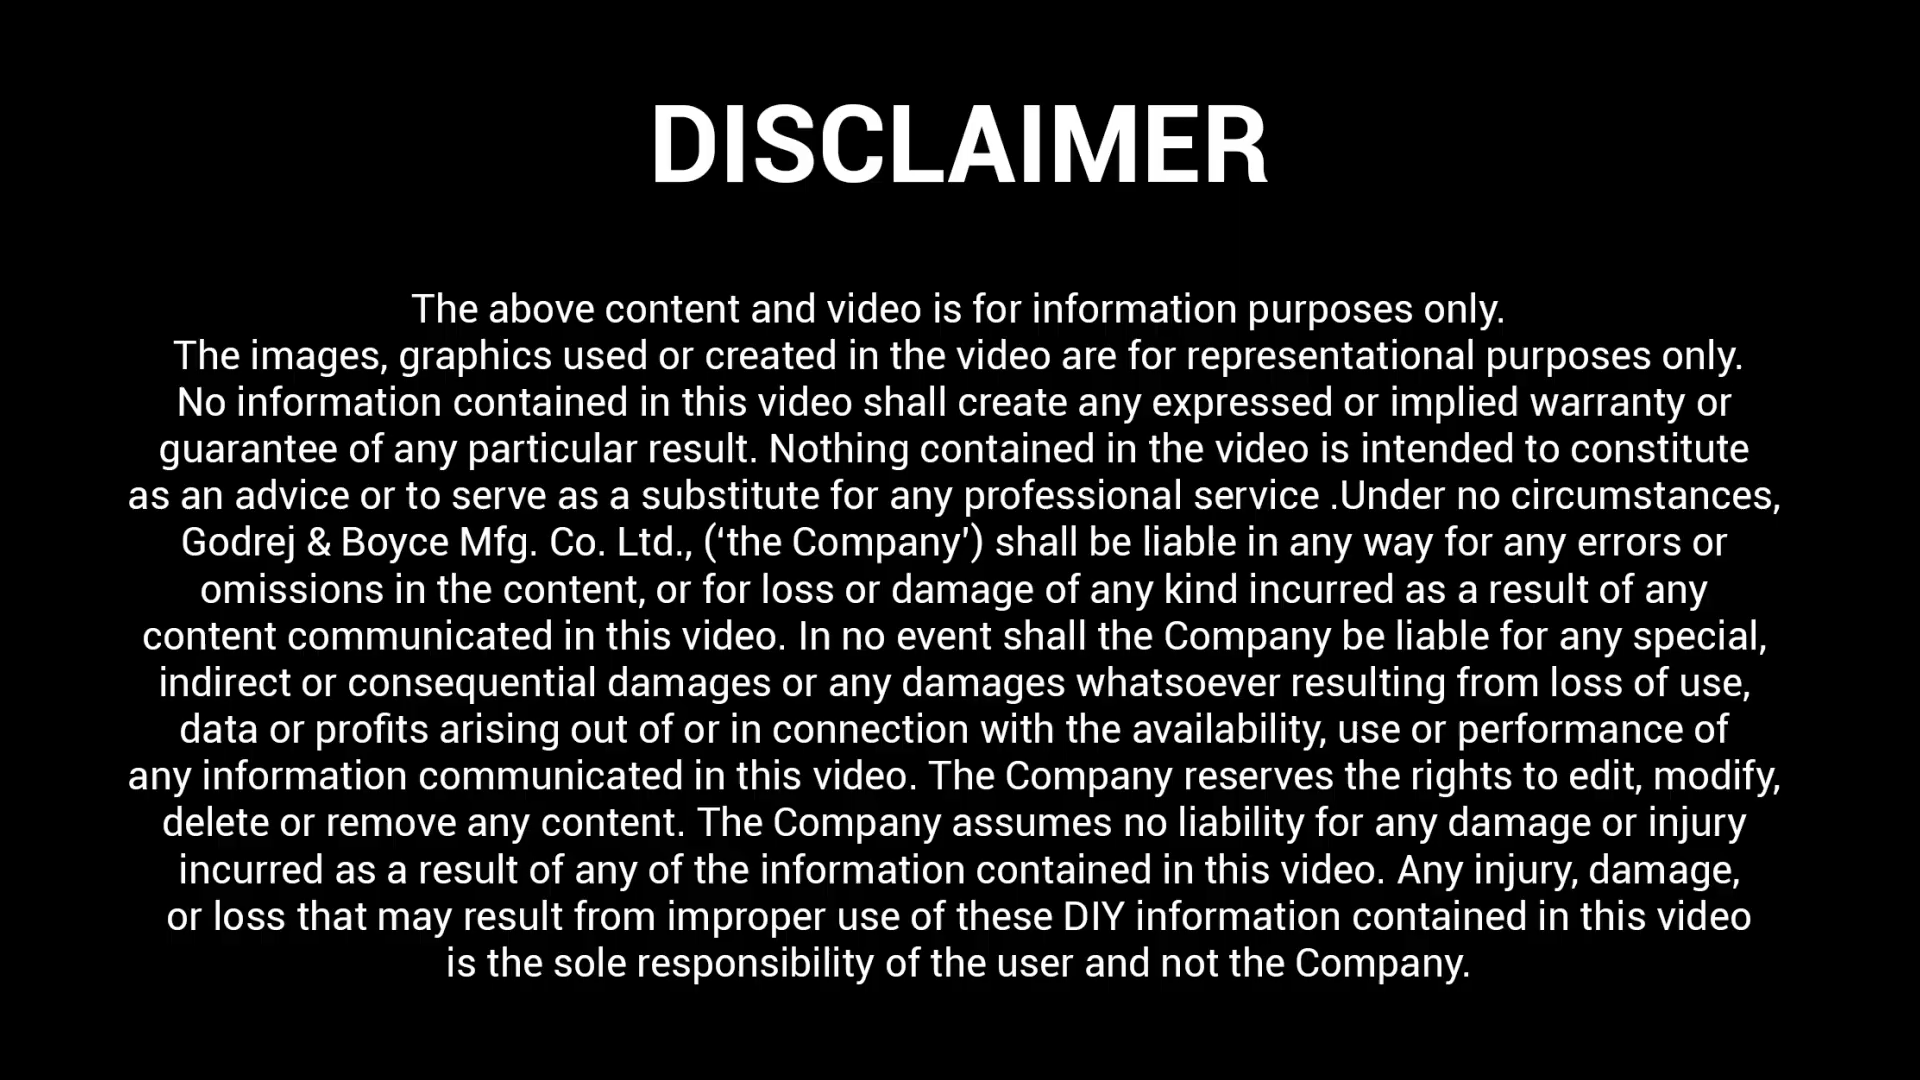 DISCLAIMER
The above content and video is for information purposes only.
The images, graphics used or created in the video are for representational purposes only.
No information contained in this video shall create any expressed or implied warranty or
guarantee of any particular result. Nothing contained in the video is intended to constitute
as an advice or to serve as a substitute for any professional service .Under no circumstances,
Godrej & Boyce Mfg. Co. Ltd., (‘the Company’) shall be liable in any way for any errors or
omissions in the content, or for loss or damage of any kind incurred as a result of any
content communicated in this video. In no event shall the Company be liable for any special,
indirect or consequential damages or any damages whatsoever resulting from loss of use,
data or profits arising out of or in connection with the availability, use or performance of
any information communicated in this video. The Company reserves the rights to edit, modify,
delete or remove any content. The Company assumes no liability for any damage or injury
incurred as a result of any of the information contained in this video. Any injury, damage,
or loss that may result from improper use of these DIY information contained in this video
is the sole responsibility of the user and not the Company.